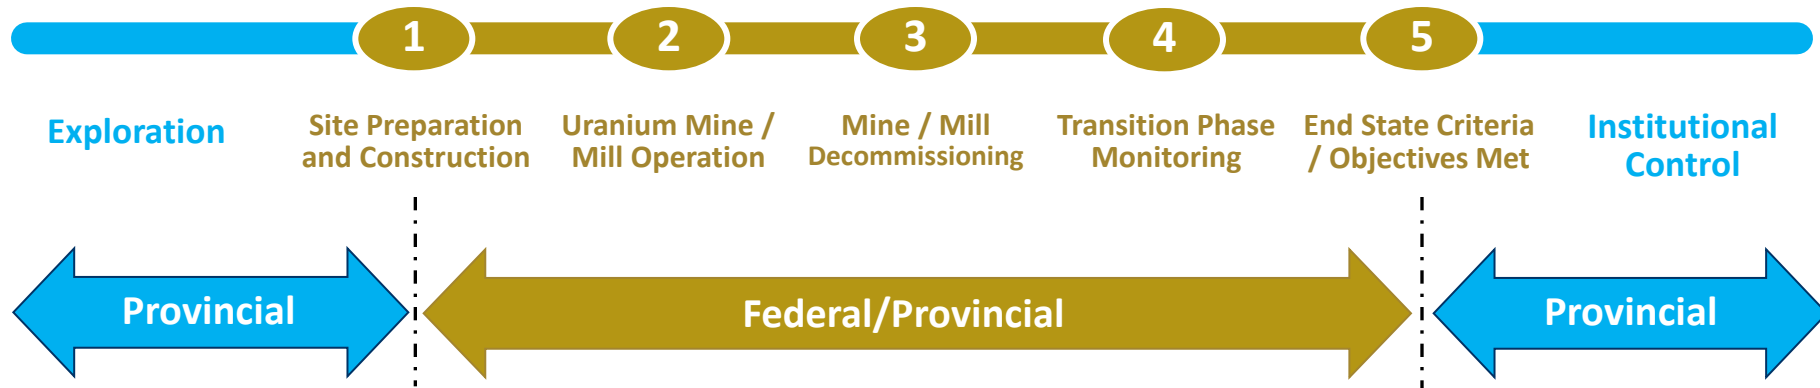 1
2
3
4
5
Exploration
Site Preparation
and Construction
Uranium Mine /
Mill Operation
Mine / Mill
Decommissioning
Transition Phase
Monitoring
End State Criteria
/ Objectives Met
Institutional
Control
Provincial
Federal/Provincial
Provincial